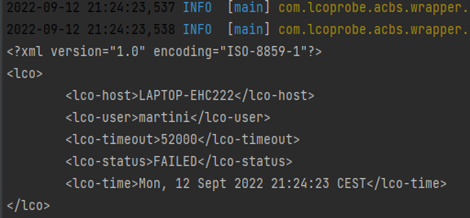 2022-09-12 21:24:23,537 INFO [main] com.lcoprobe.acbs.wrapper.
2022-09-12 21:24:23,538 INFO [main] com.lcoprobe.acbs.wrapper.
<?xml version="1.0" encoding="ISO-8859-1"?>
<lco>
<lco-host>LAPTOP-EHC222</lco-host>
<lco-user>martini</lco-user>
<lco-timeout>52000</lco-timeout>
<lco-status>FAILED</lco-status>
<lco-time>Mon, 12 Sept 2022 21:24:23 CEST</lco-time>
</lco>